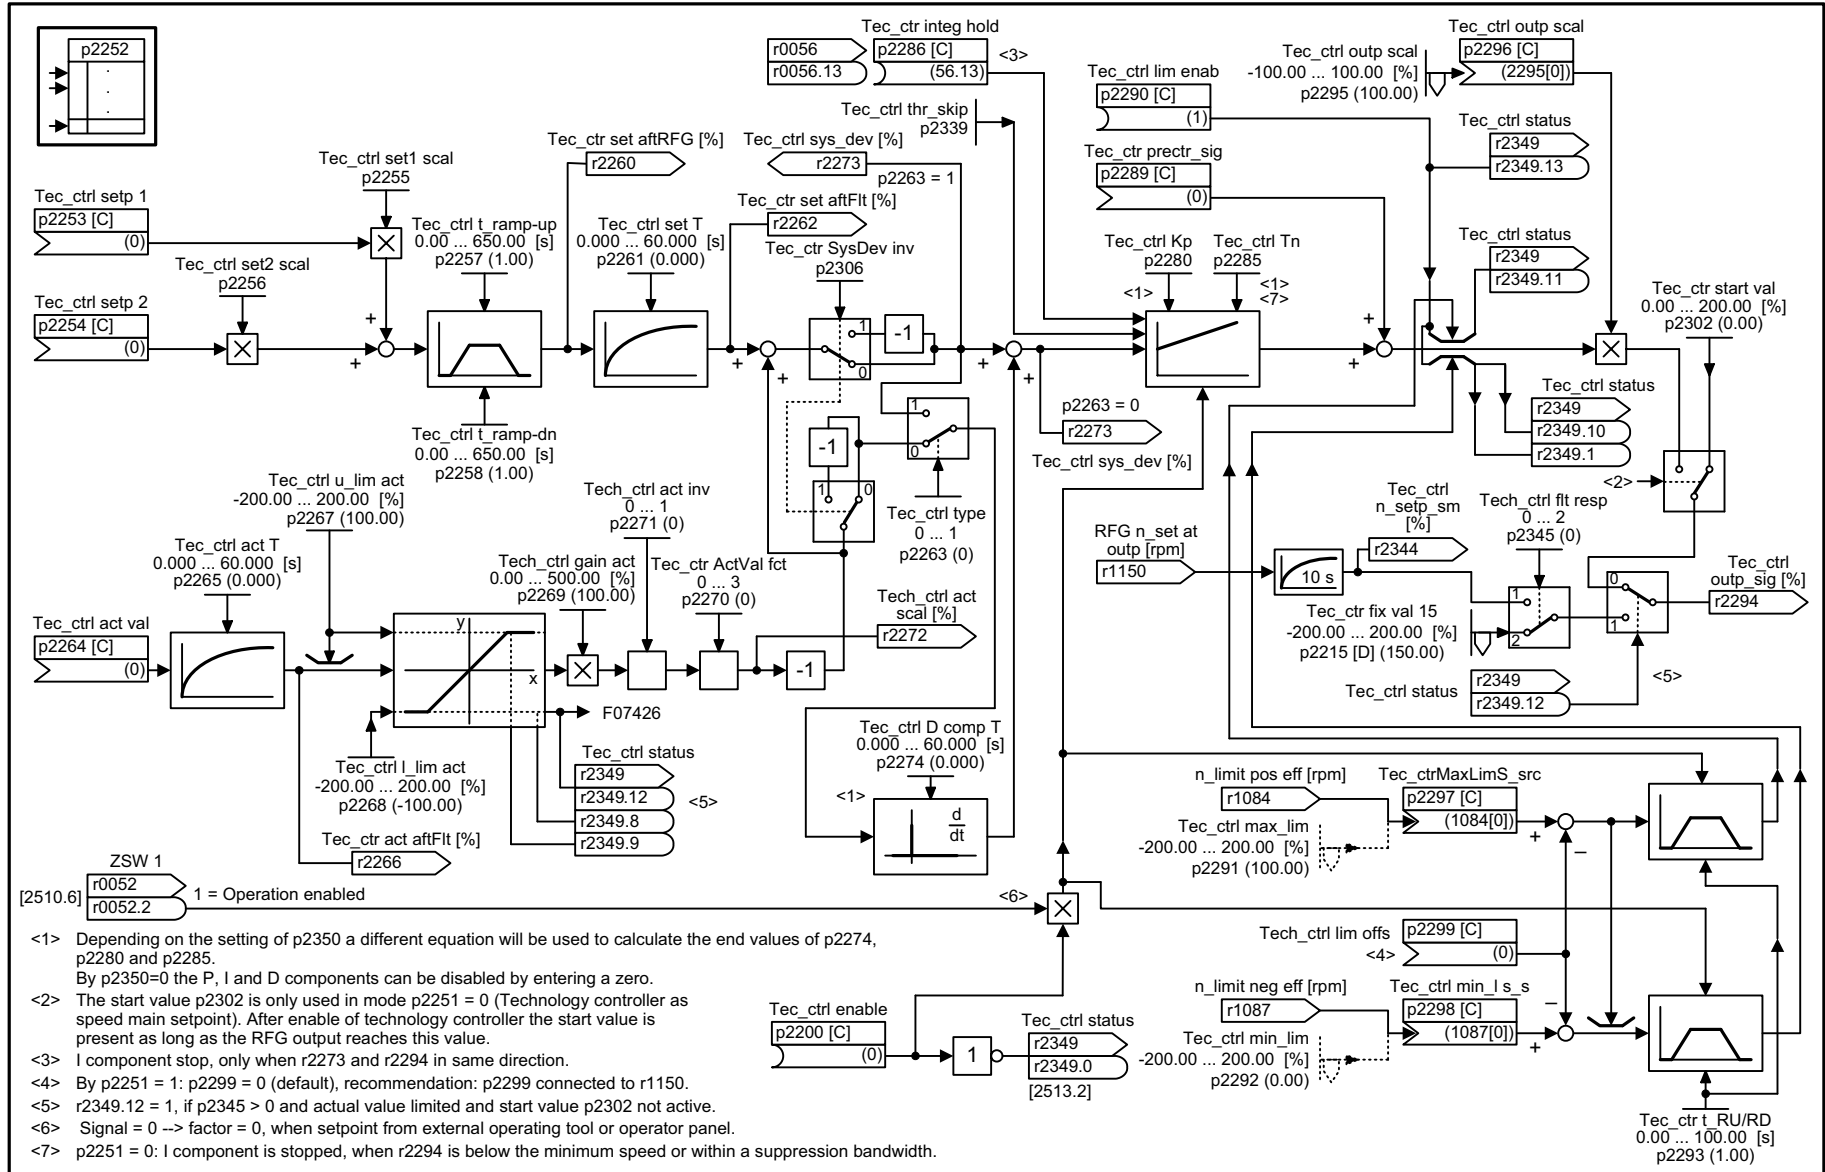 p2252
Tec_ctrl setp 1
p2253 [C]
(0)
Tec_ctrl set1 scal
p2255
Tec_ctrl set2 scal
p2256
Tec_ctrl setp 2
p2254 [C]
(0)
+
+
Tec_ctrl t_ramp-up
0.00 ... 650.00 [s]
p2257 (1.00)
Tec_ctrl t_ramp-dn
0.00 ... 650.00 [s]
p2258 (1.00)
Tec_ctr set aftRFG [%]
r2260
Tec_ctrl set T
0.000 ... 60.000 [s]
p2261 (0.000)
Tec_ctrl sys_dev [%]
r2273
p2263 = 1
Tec_ctr set aftFlt [%]
r2262
Tec_ctr SysDev inv
p2306
+
+
1
0
-1
r0056
r0056.13
Tec_ctr integ hold
p2286 [C]
(56.13)
<3>
Tec_ctrl thr_skip
p2339
-1
1
0
1
0
Tec_ctrl type
0 ... 1
p2263 (0)
+
+
p2263 = 0
r2273
Tec_ctrl sys_dev [%]
Tec_ctrl lim enab
p2290 [C]
(1)
Tec_ctr prectr_sig
p2289 [C]
(0)
Tec_ctrl Kp
p2280
<1>
Tec_ctrl Tn
p2285
<1>
<7>
+
+
Tec_ctrl outp scal
-100.00 ... 100.00 [%]
p2295 (100.00)
Tec_ctrl outp scal
p2296 [C]
(2295[0])
Tec_ctrl status
r2349
r2349.13
Tec_ctrl status
r2349
r2349.11
Tec_ctr start val
0.00 ... 200.00 [%]
p2302 (0.00)
Tec_ctrl status
r2349
r2349.10
r2349.1
<2>
Tec_ctrl u_lim act
-200.00 ... 200.00 [%]
p2267 (100.00)
Tec_ctrl act T
0.000 ... 60.000 [s]
p2265 (0.000)
Tec_ctrl act val
p2264 [C]
(0)
y
x
F07426
Tec_ctrl l_lim act
-200.00 ... 200.00 [%]
p2268 (-100.00)
Tec_ctr act aftFlt [%]
r2266
Tech_ctrl gain act
0.00 ... 500.00 [%]
p2269 (100.00)
Tech_ctrl act inv
0 ... 1
p2271 (0)
Tec_ctr ActVal fct
0 ... 3
p2270 (0)
Tech_ctrl act
scal [%]
r2272
-1
Tec_ctrl status
r2349
r2349.12
r2349.8
r2349.9
<5>
Tec_ctrl D comp T
0.000 ... 60.000 [s]
p2274 (0.000)
<1>
d
dt
RFG n_set at
outp [rpm]
r1150
10 s
Tec_ctrl
n_setp_sm
[%]
r2344
Tech_ctrl flt resp
0 ... 2
p2345 (0)
Tec_ctr fix val 15
-200.00 ... 200.00 [%]
p2215 [D] (150.00)
1
2
0
1
Tec_ctrl
outp_sig [%]
r2294
Tec_ctrl status
r2349
r2349.12
<5>
n_limit pos eff [rpm]
r1084
Tec_ctrl max_lim
-200.00 ... 200.00 [%]
p2291 (100.00)
Tec_ctrMaxLimS_src
p2297 [C]
(1084[0])
+
–
Tech_ctrl lim offs
<4>
p2299 [C]
(0)
n_limit neg eff [rpm]
r1087
Tec_ctrl min_lim
-200.00 ... 200.00 [%]
p2292 (0.00)
Tec_ctrl min_l s_s
p2298 [C]
(1087[0])
–
+
Tec_ctr t_RU/RD
0.00 ... 100.00 [s]
p2293 (1.00)
ZSW 1
[2510.6]
r0052
r0052.2
1 = Operation enabled
<6>
Tec_ctrl enable
p2200 [C]
(0)
1
Tec_ctrl status
r2349
r2349.0
[2513.2]
<1> Depending on the setting of p2350 a different equation will be used to calculate the end values of p2274,
p2280 and p2285.
By p2350=0 the P, I and D components can be disabled by entering a zero.
<2> The start value p2302 is only used in mode p2251 = 0 (Technology controller as
speed main setpoint). After enable of technology controller the start value is
present as long as the RFG output reaches this value.
<3> I component stop, only when r2273 and r2294 in same direction.
<4> By p2251 = 1: p2299 = 0 (default), recommendation: p2299 connected to r1150.
<5> r2349.12 = 1, if p2345 > 0 and actual value limited and start value p2302 not active.
<6> Signal = 0 --> factor = 0, when setpoint from external operating tool or operator panel.
<7> p2251 = 0: I component is stopped, when r2294 is below the minimum speed or within a suppression bandwidth.